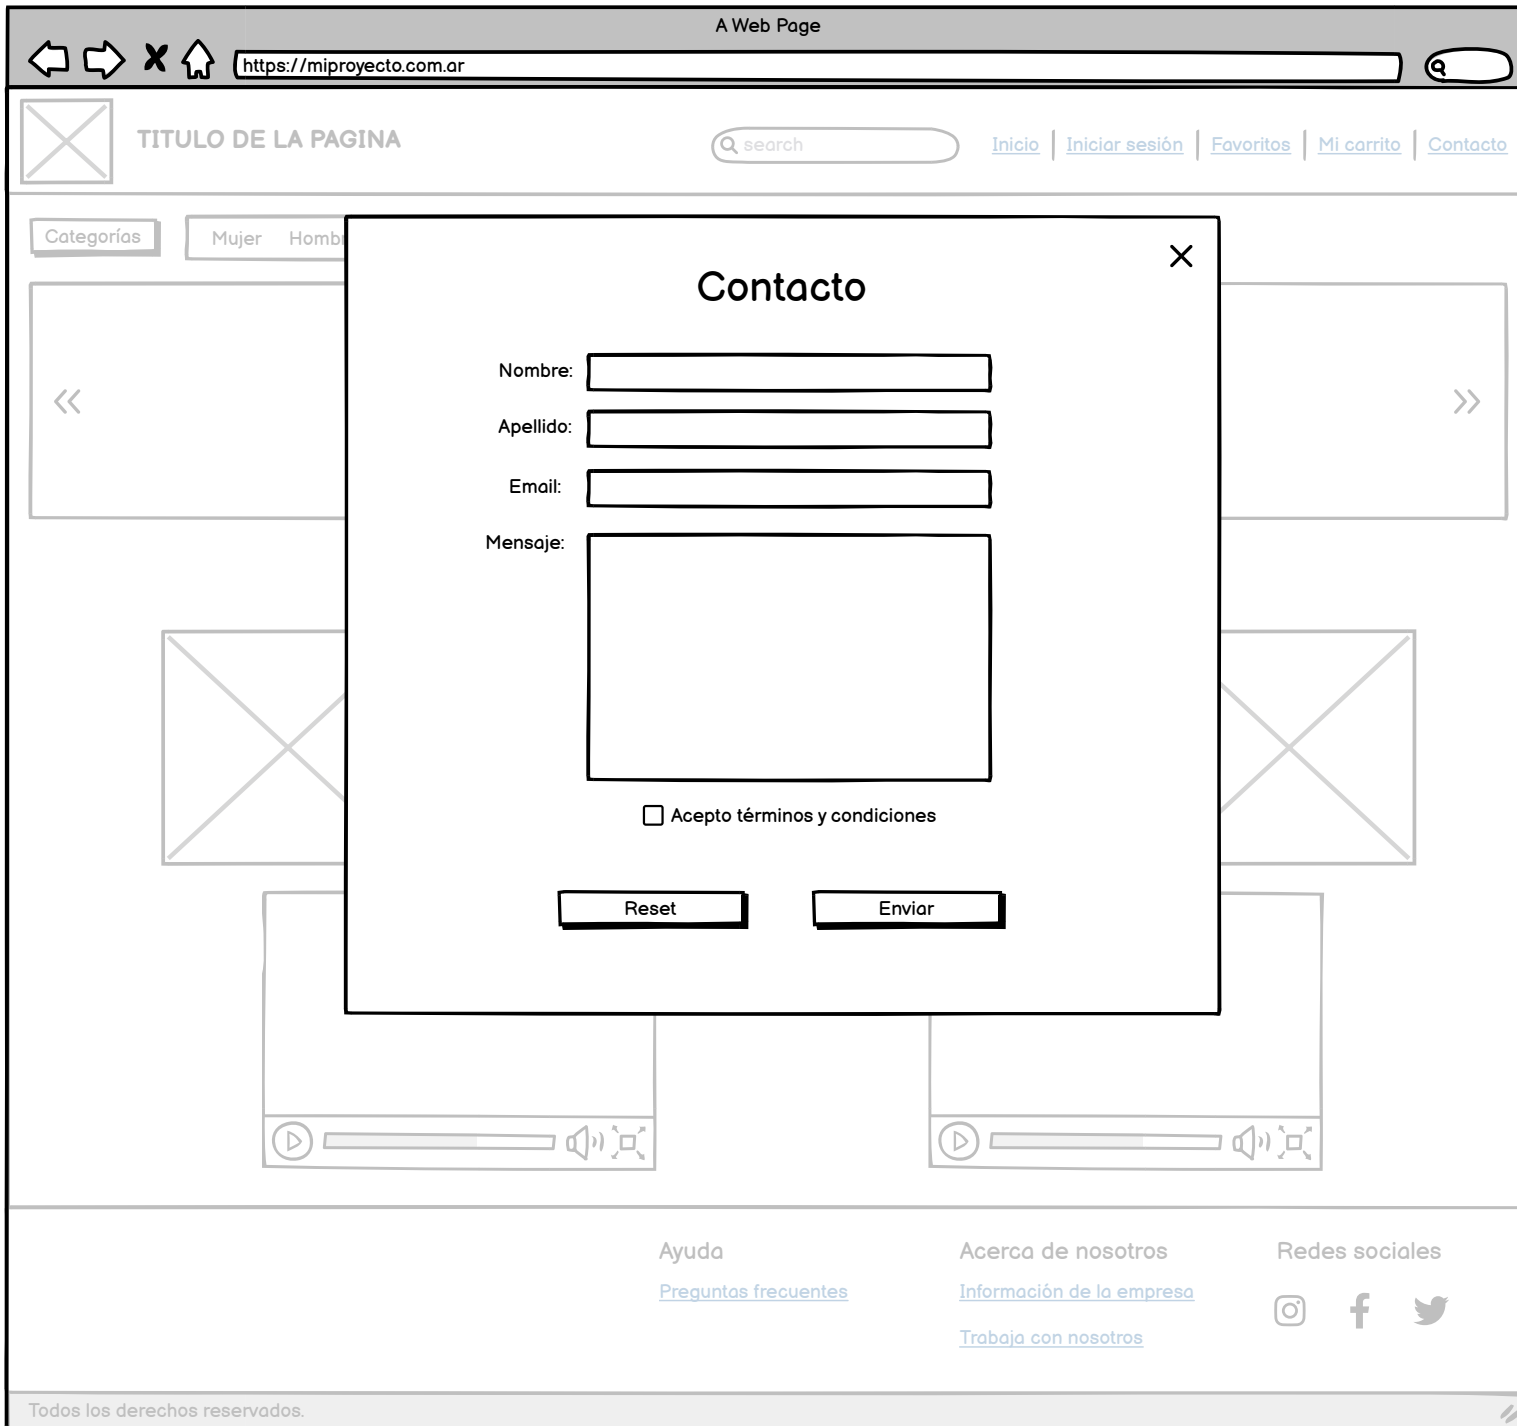 A Web Page
https://miproyecto.com.ar
TITULO DE LA PAGINA
search
Inicio
Iniciar sesión
Favoritos
Mi carrito
Contacto
Categorías
Mujer
Contacto
Nombre:
Apellido:
Email:
Mensaje:
Acepto términos y condiciones
Reset
Enviar
Ayuda
Acerca de nosotros
Redes sociales
Preguntas frecuentes
Información de la empresa
Trabaja con nosotros
Todos los derechos reservados.